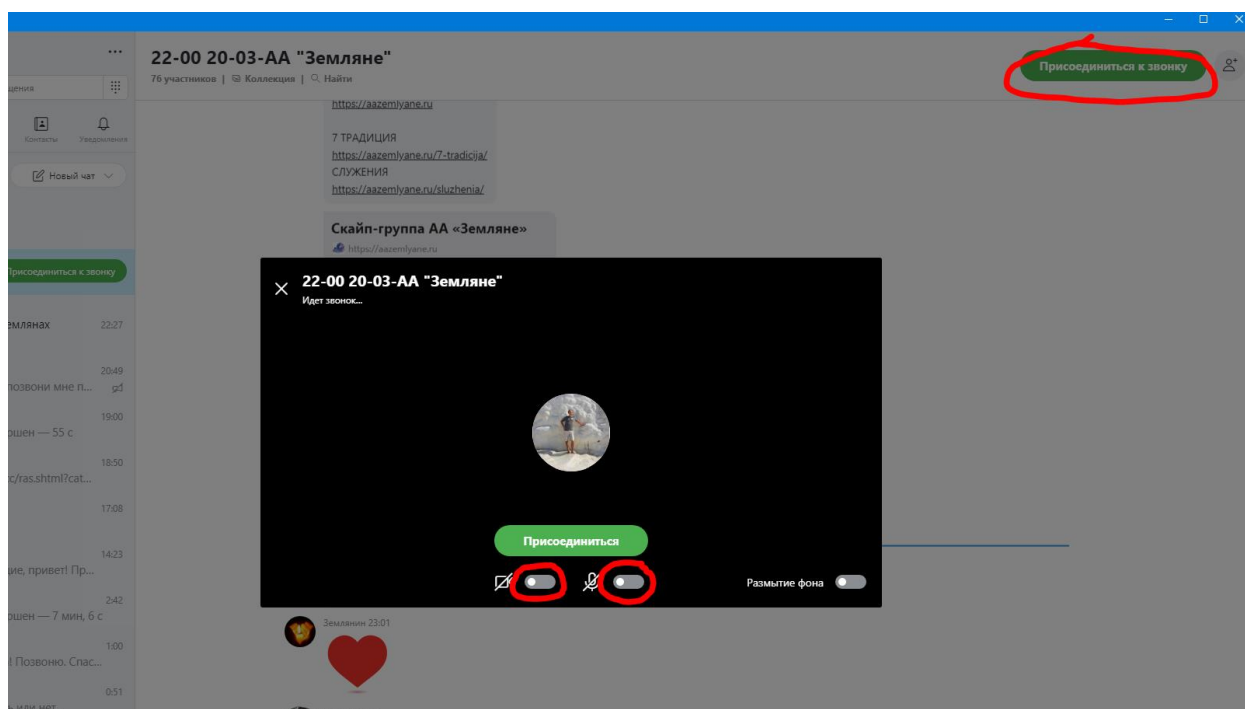 22-00 20-03-АА "Земляне"
Присоединиться к звонку
76 участников | Коллекция | Найти
Контакты Уведомления
Новый чат
Присоединиться к звонку
22:27
20:49
позвони мне п...
19:00
— 55 с
18:50
c/ras.shtml?cat...
17:08
14:23
привет! Пр...
2:42
— 7 мин, 6 с
1:00
! Позвоню. Спас...
0:51
https://aazemlyane.ru
7 ТРАДИЦИЯ
https://aazemlyane.ru/7-tradicija/
СЛУЖЕНИЯ
https://aazemlyane.ru/sluzhenia/
Скайп-группа АА «Земляне»
https://aazemlyane.ru
22-00 20-03-АА "Земляне"
Идет звонок...
Присоединиться
Размытие фона
Землянин 23:01